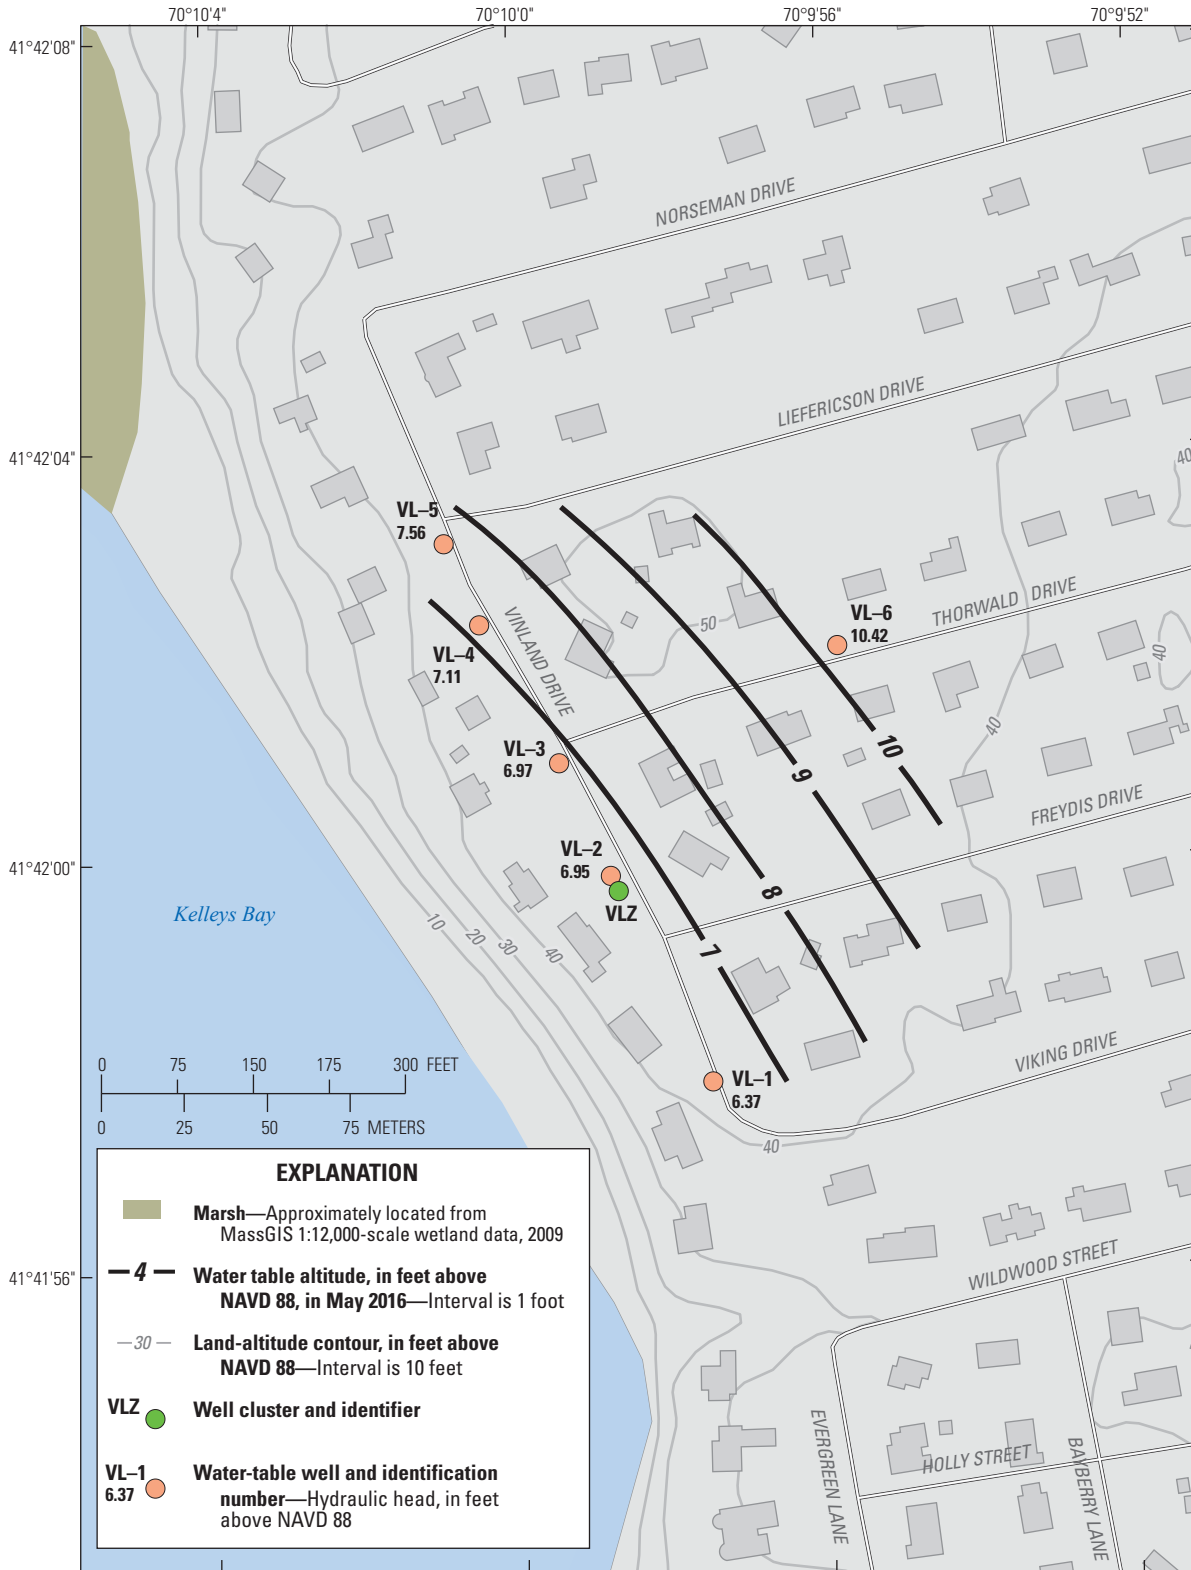 70°10'4"
70°10'0"
70°9'56"
70°9'52"
41°42'08"
NORSEMAN DRIVE
LIEFERICSON DRIVE
41°42'04"
40
VL–5
7.56
VL–6
10.42
THORWALD DRIVE
50
VINLAND DRIVE
VL–4
7.11
40
40
VL–3
6.97
10
9
FREYDIS DRIVE
VL–2
6.95
41°42'00"
8
VLZ
Kelleys Bay
10
20
30
40
7
VIKING DRIVE
0 75 150 175 300 FEET
VL–1
6.37
0 25 50 75 METERS
40
EXPLANATION
Marsh—Approximately located from
MassGIS 1:12,000-scale wetland data, 2009
4
Water table altitude, in feet above
NAVD 88, in May 2016—Interval is 1 foot
30
Land-altitude contour, in feet above
NAVD 88—Interval is 10 feet
VLZ
Well cluster and identifier
VL–1
6.37
Water-table well and identification
number—Hydraulic head, in feet
above NAVD 88
41°41'56"
WILDWOOD STREET
EVERGREEN LANE
HOLLY STREET
BAYBERRY LANE